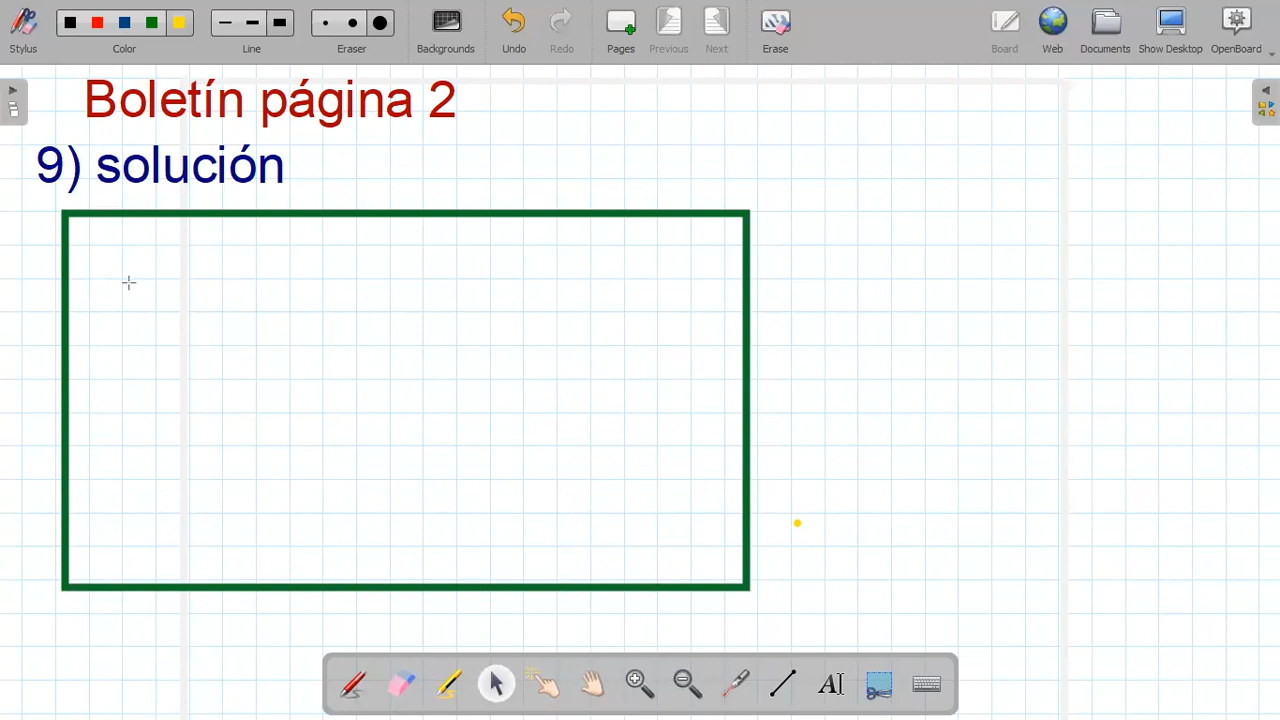 Stylus Color Line Eraser Backgrounds Undo Redo Pages Previous Next Erase Board Web Documents Show Desktop OpenBoard
Boletín página 2
9) solución
AI